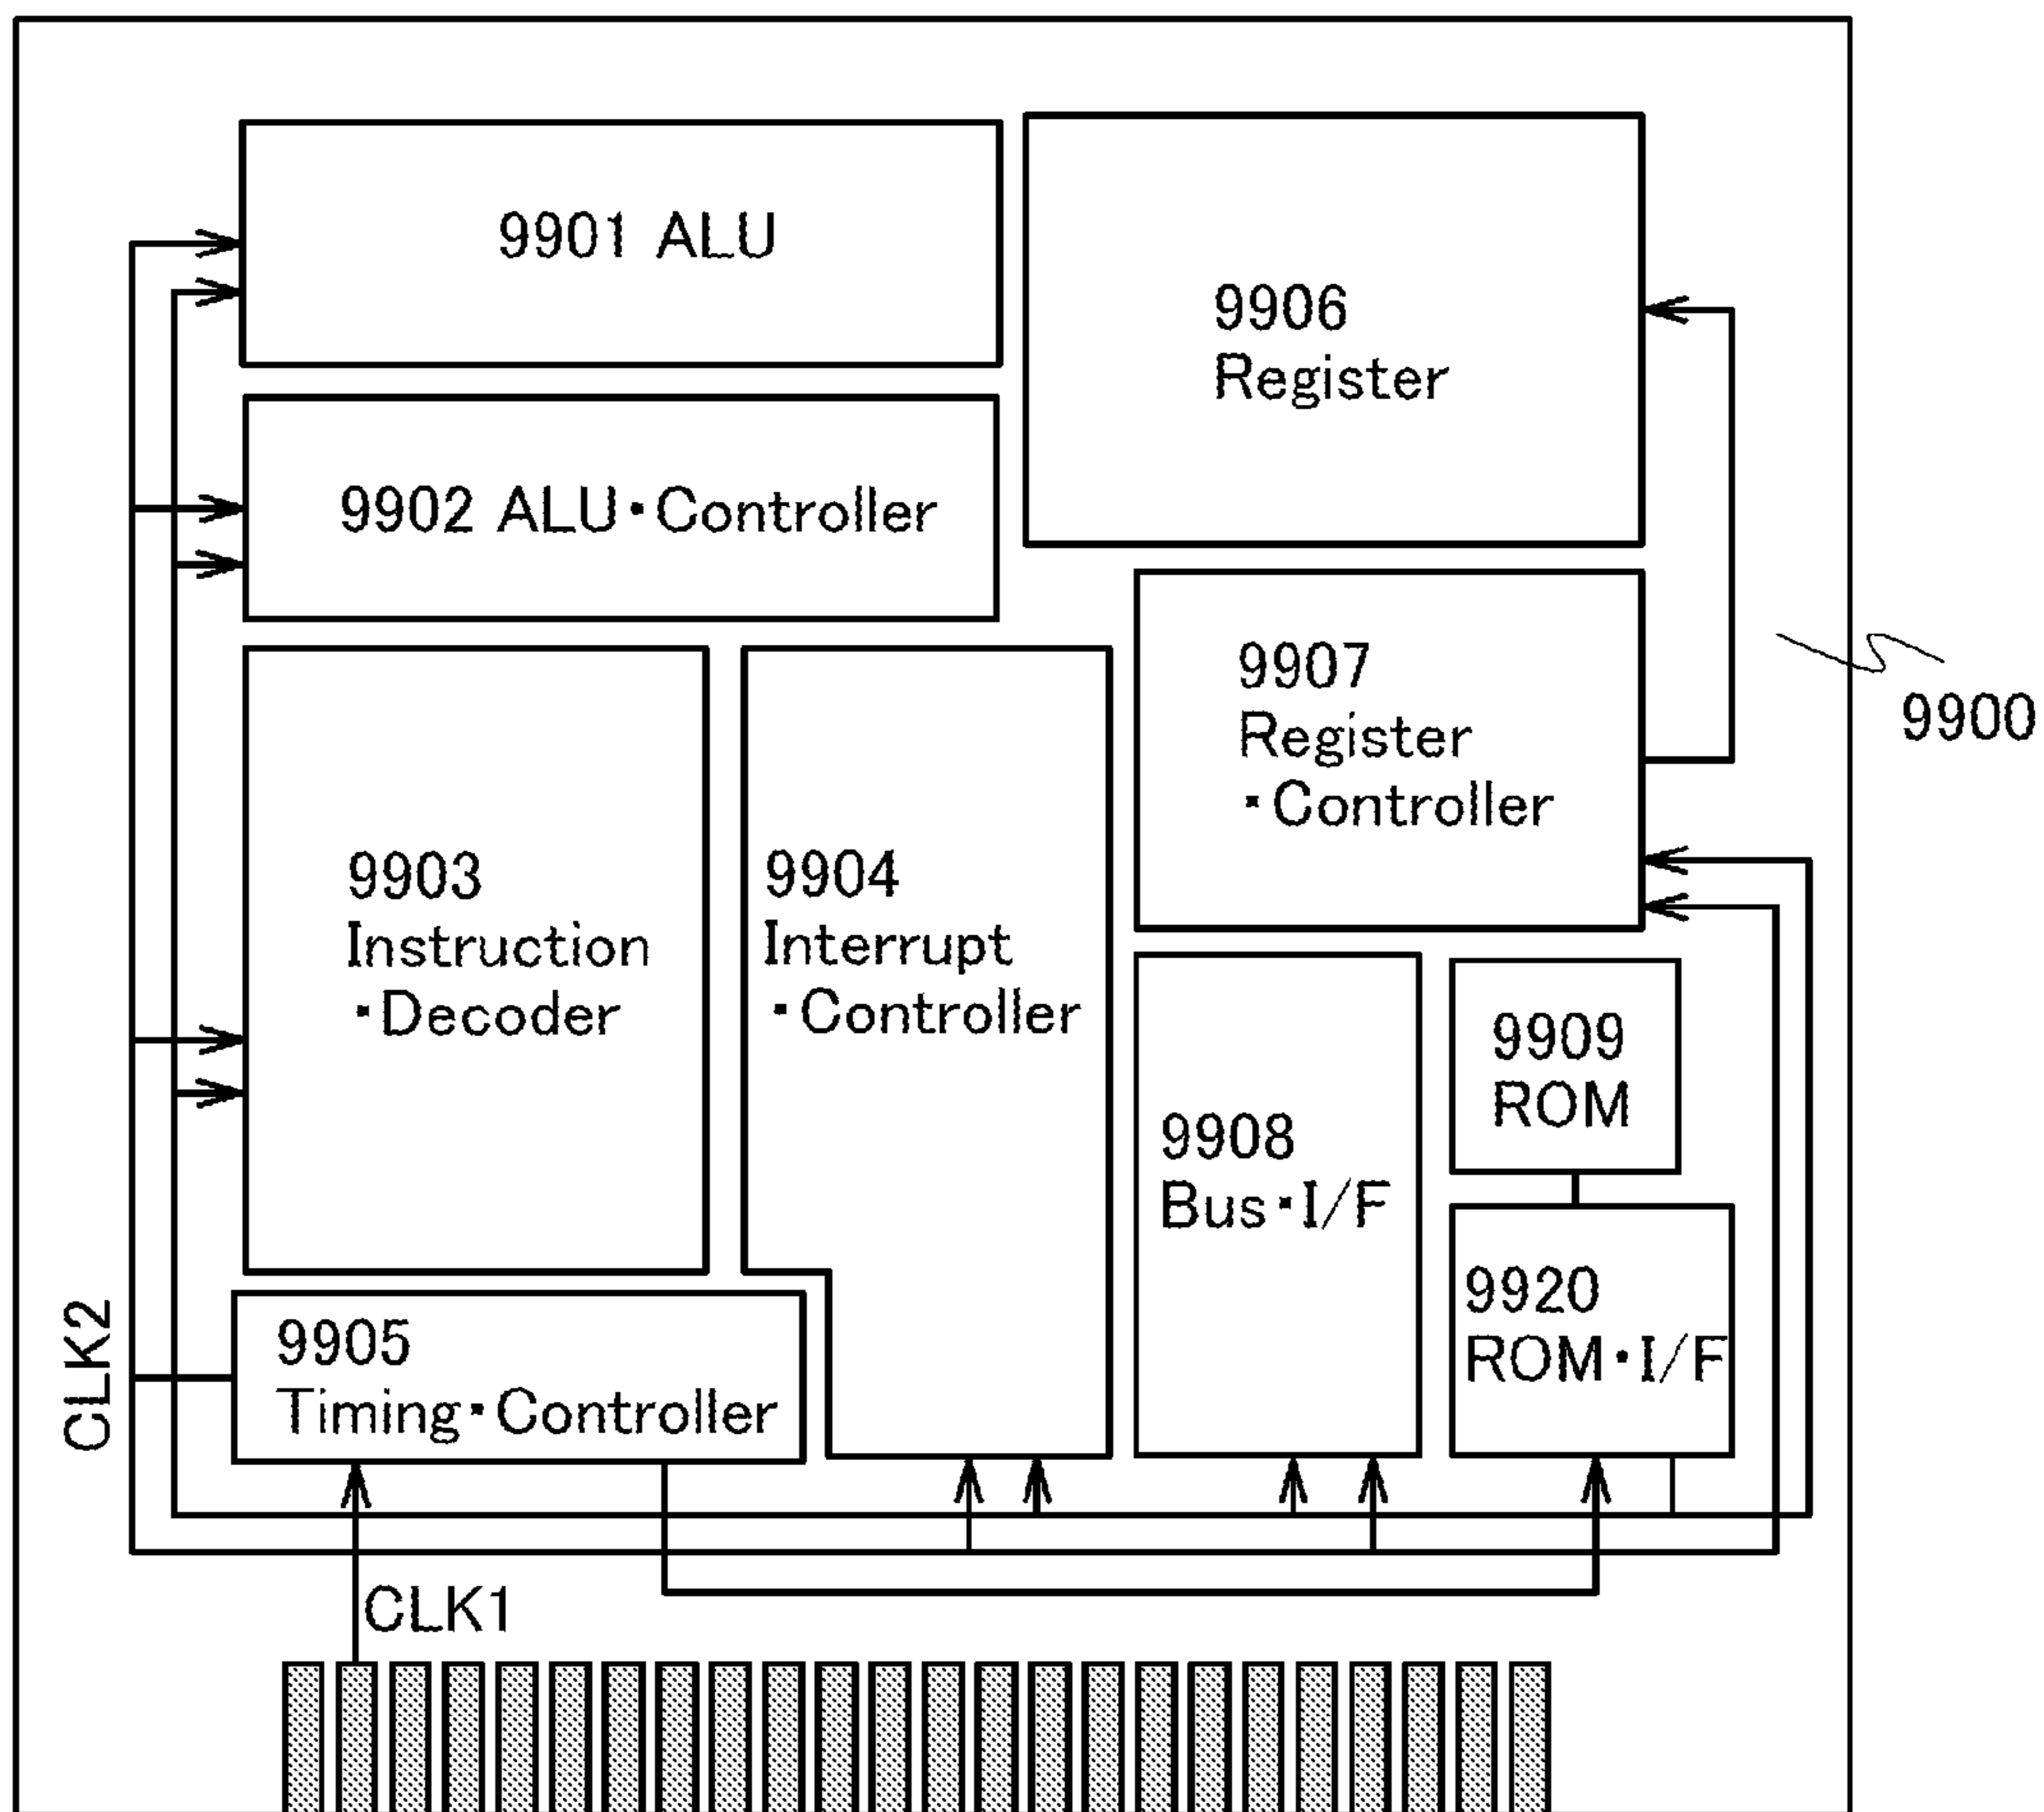 9901 ALU
9906
Register
9902 ALU・Controller
9907
Register
・Controller
9900
9903
Instruction
・Decoder
9904
Interrupt
・Controller
9909
ROM
9908
Bus・I/F
9920
ROM・I/F
CLK2
9905
Timing・Controller
CLK1